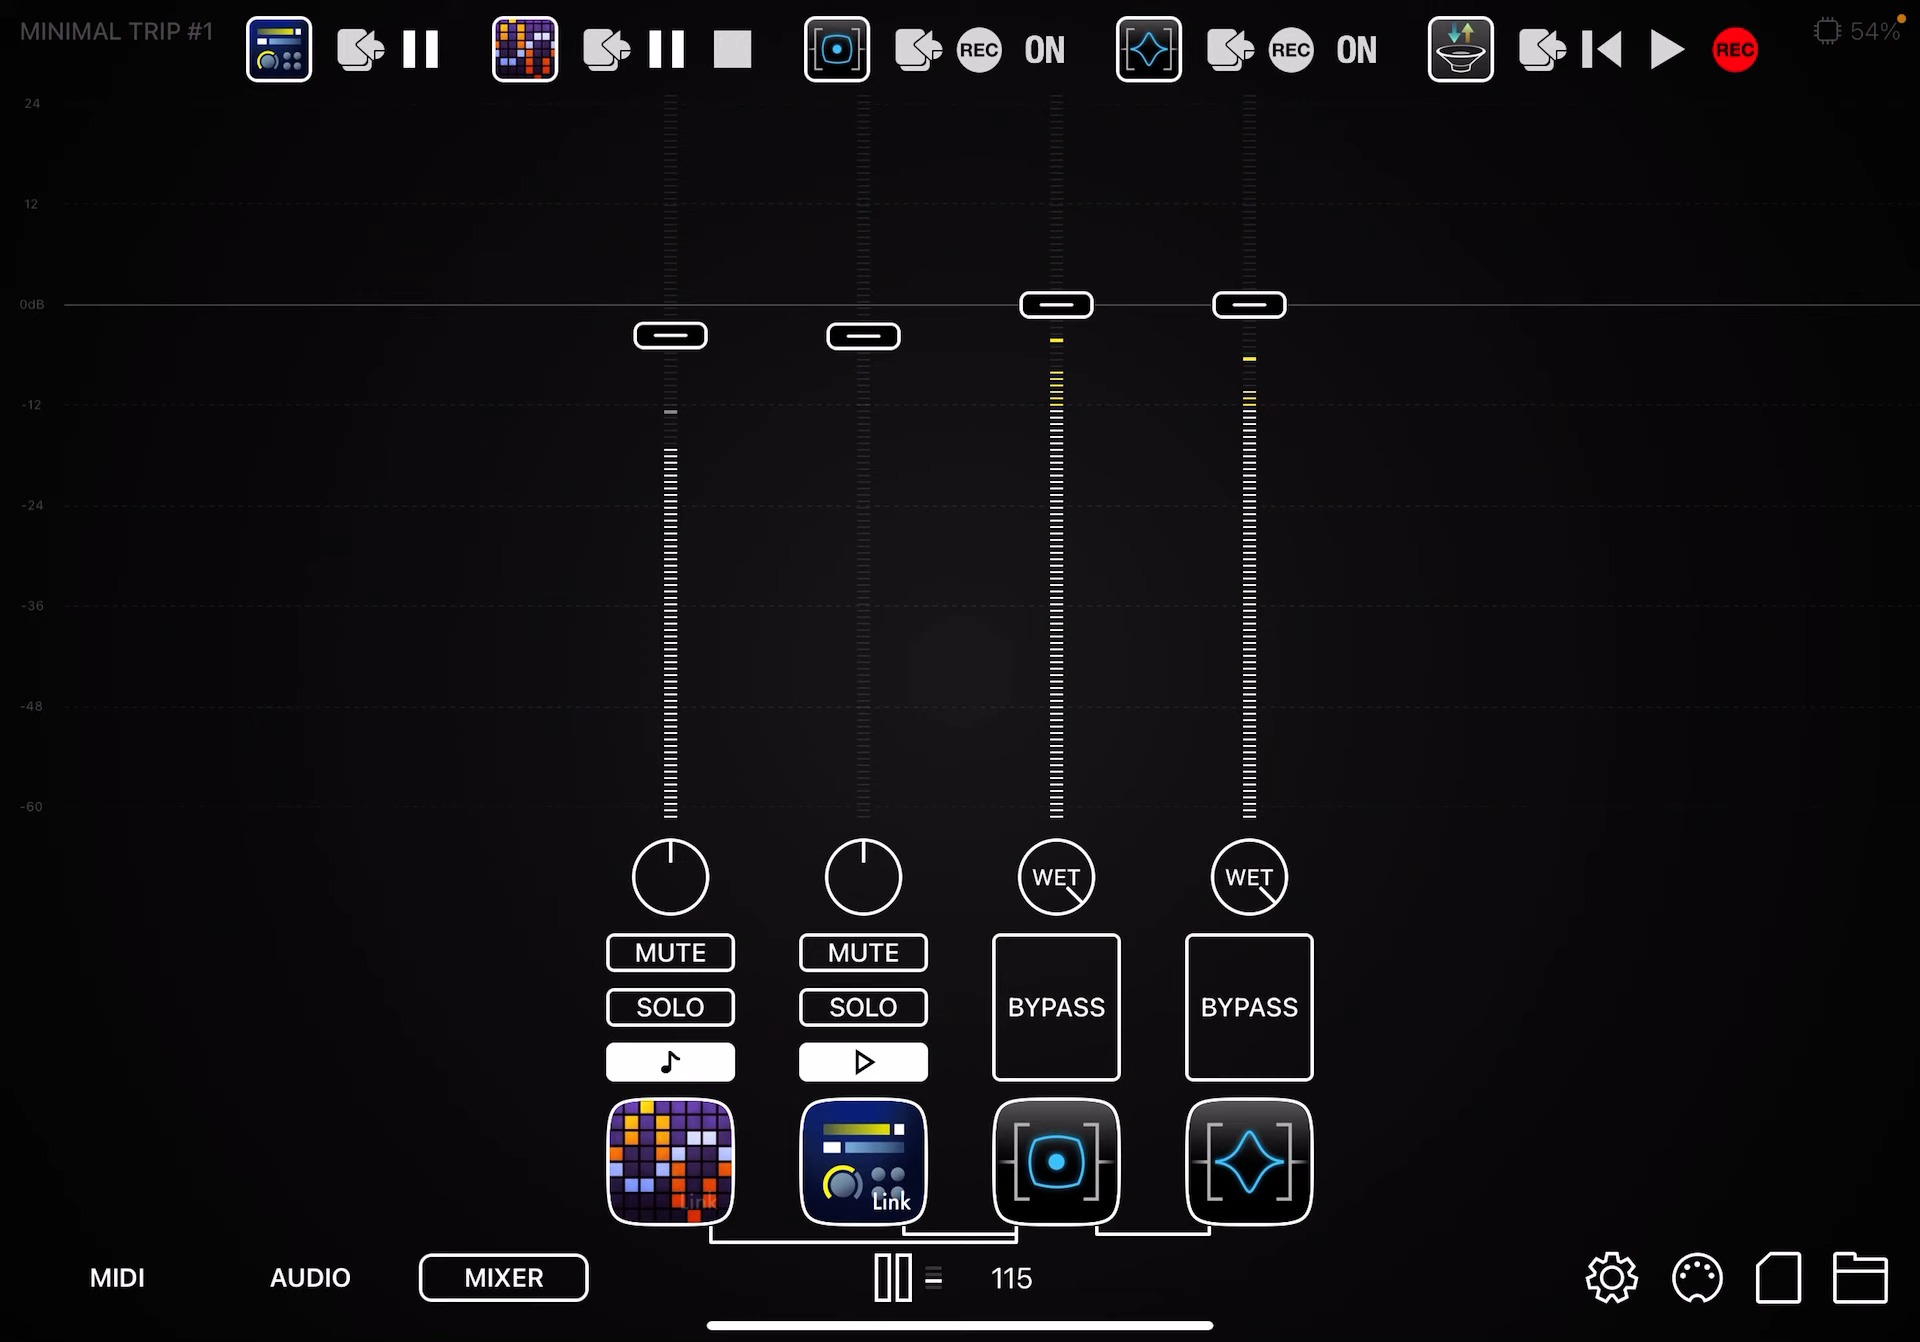 MINIMAL TRIP #1
REC
ON
REC
ON
REC
54%
24
12
0dB
-12
-24
-36
-48
-60
WET
WET
MUTE
MUTE
SOLO
SOLO
BYPASS
BYPASS
Link
Link
MIDI
AUDIO
MIXER
115